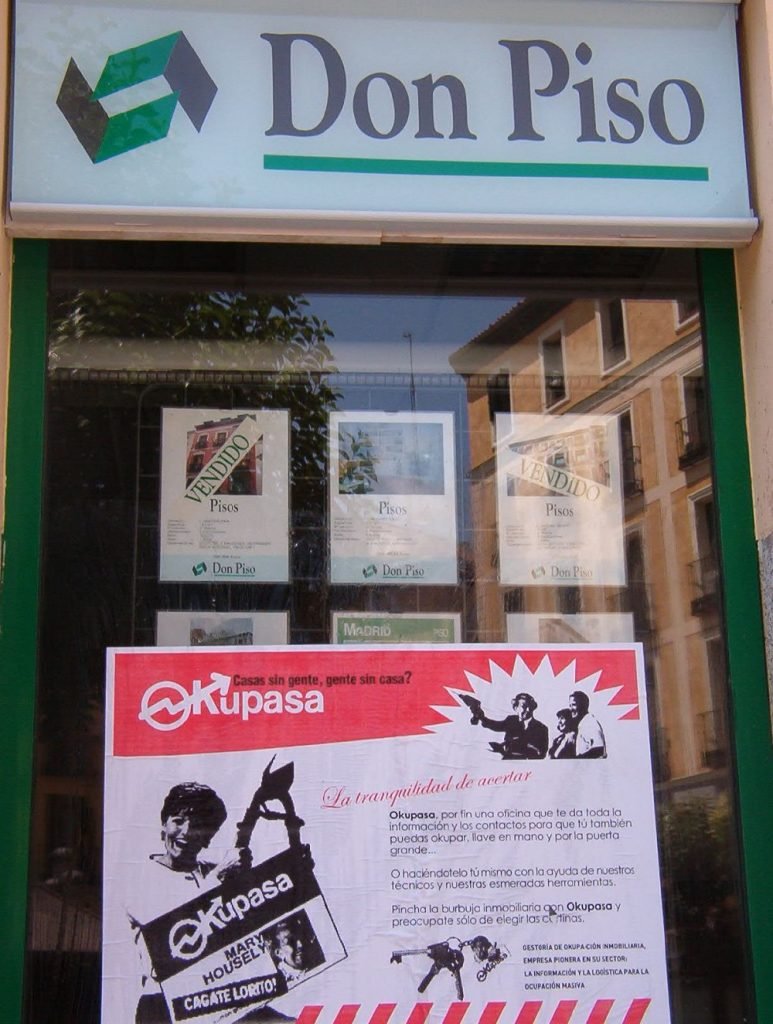 Don Piso
VENDIDO
Pisos
Don Piso
Pisos
Don Piso
VENDIDO
Pisos
Don Piso
MADRID
Casas sin gente, gente sin casa?
Okupasa
La tranquilidad de acertar
Okupasa, por fin una oficina que te da toda la
información y los contactos para que tú también
puedas okupar, llave en mano y por la puerta
grande...
O haciéndotelo tú mismo con la ayuda de nuestros
técnicos y nuestras esmeradas herramientas.
Pincha la burbuja inmobiliaria con Okupasa y
preocupate sólo de elegir las cortinas.
Okupasa
MARY
HOUSELY
CAGATE LORITO!
Okupasa
GESTORÍA DE OKUPACIÓN INMOBILIARIA,
EMPRESA PIONERA EN SU SECTOR:
LA INFORMACIÓN Y LA LOGÍSTICA PARA LA
OCUPACIÓN MASIVA